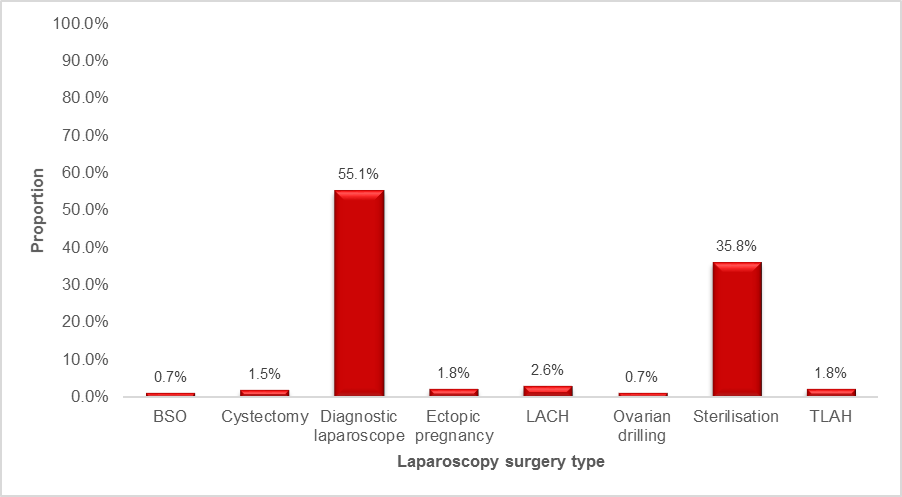 100.0%
90.0%
80.0%
70.0%
60.0%
50.0%
40.0%
30.0%
20.0%
10.0%
0.0%
Proportion
0.7%
1.5%
55.1%
1.8%
2.6%
0.7%
35.8%
1.8%
BSO
Cystectomy
Diagnostic
laparoscope
Ectopic
pregnancy
LACH
Ovarian
drilling
Sterilisation
TLAH
Laparoscopy surgery type